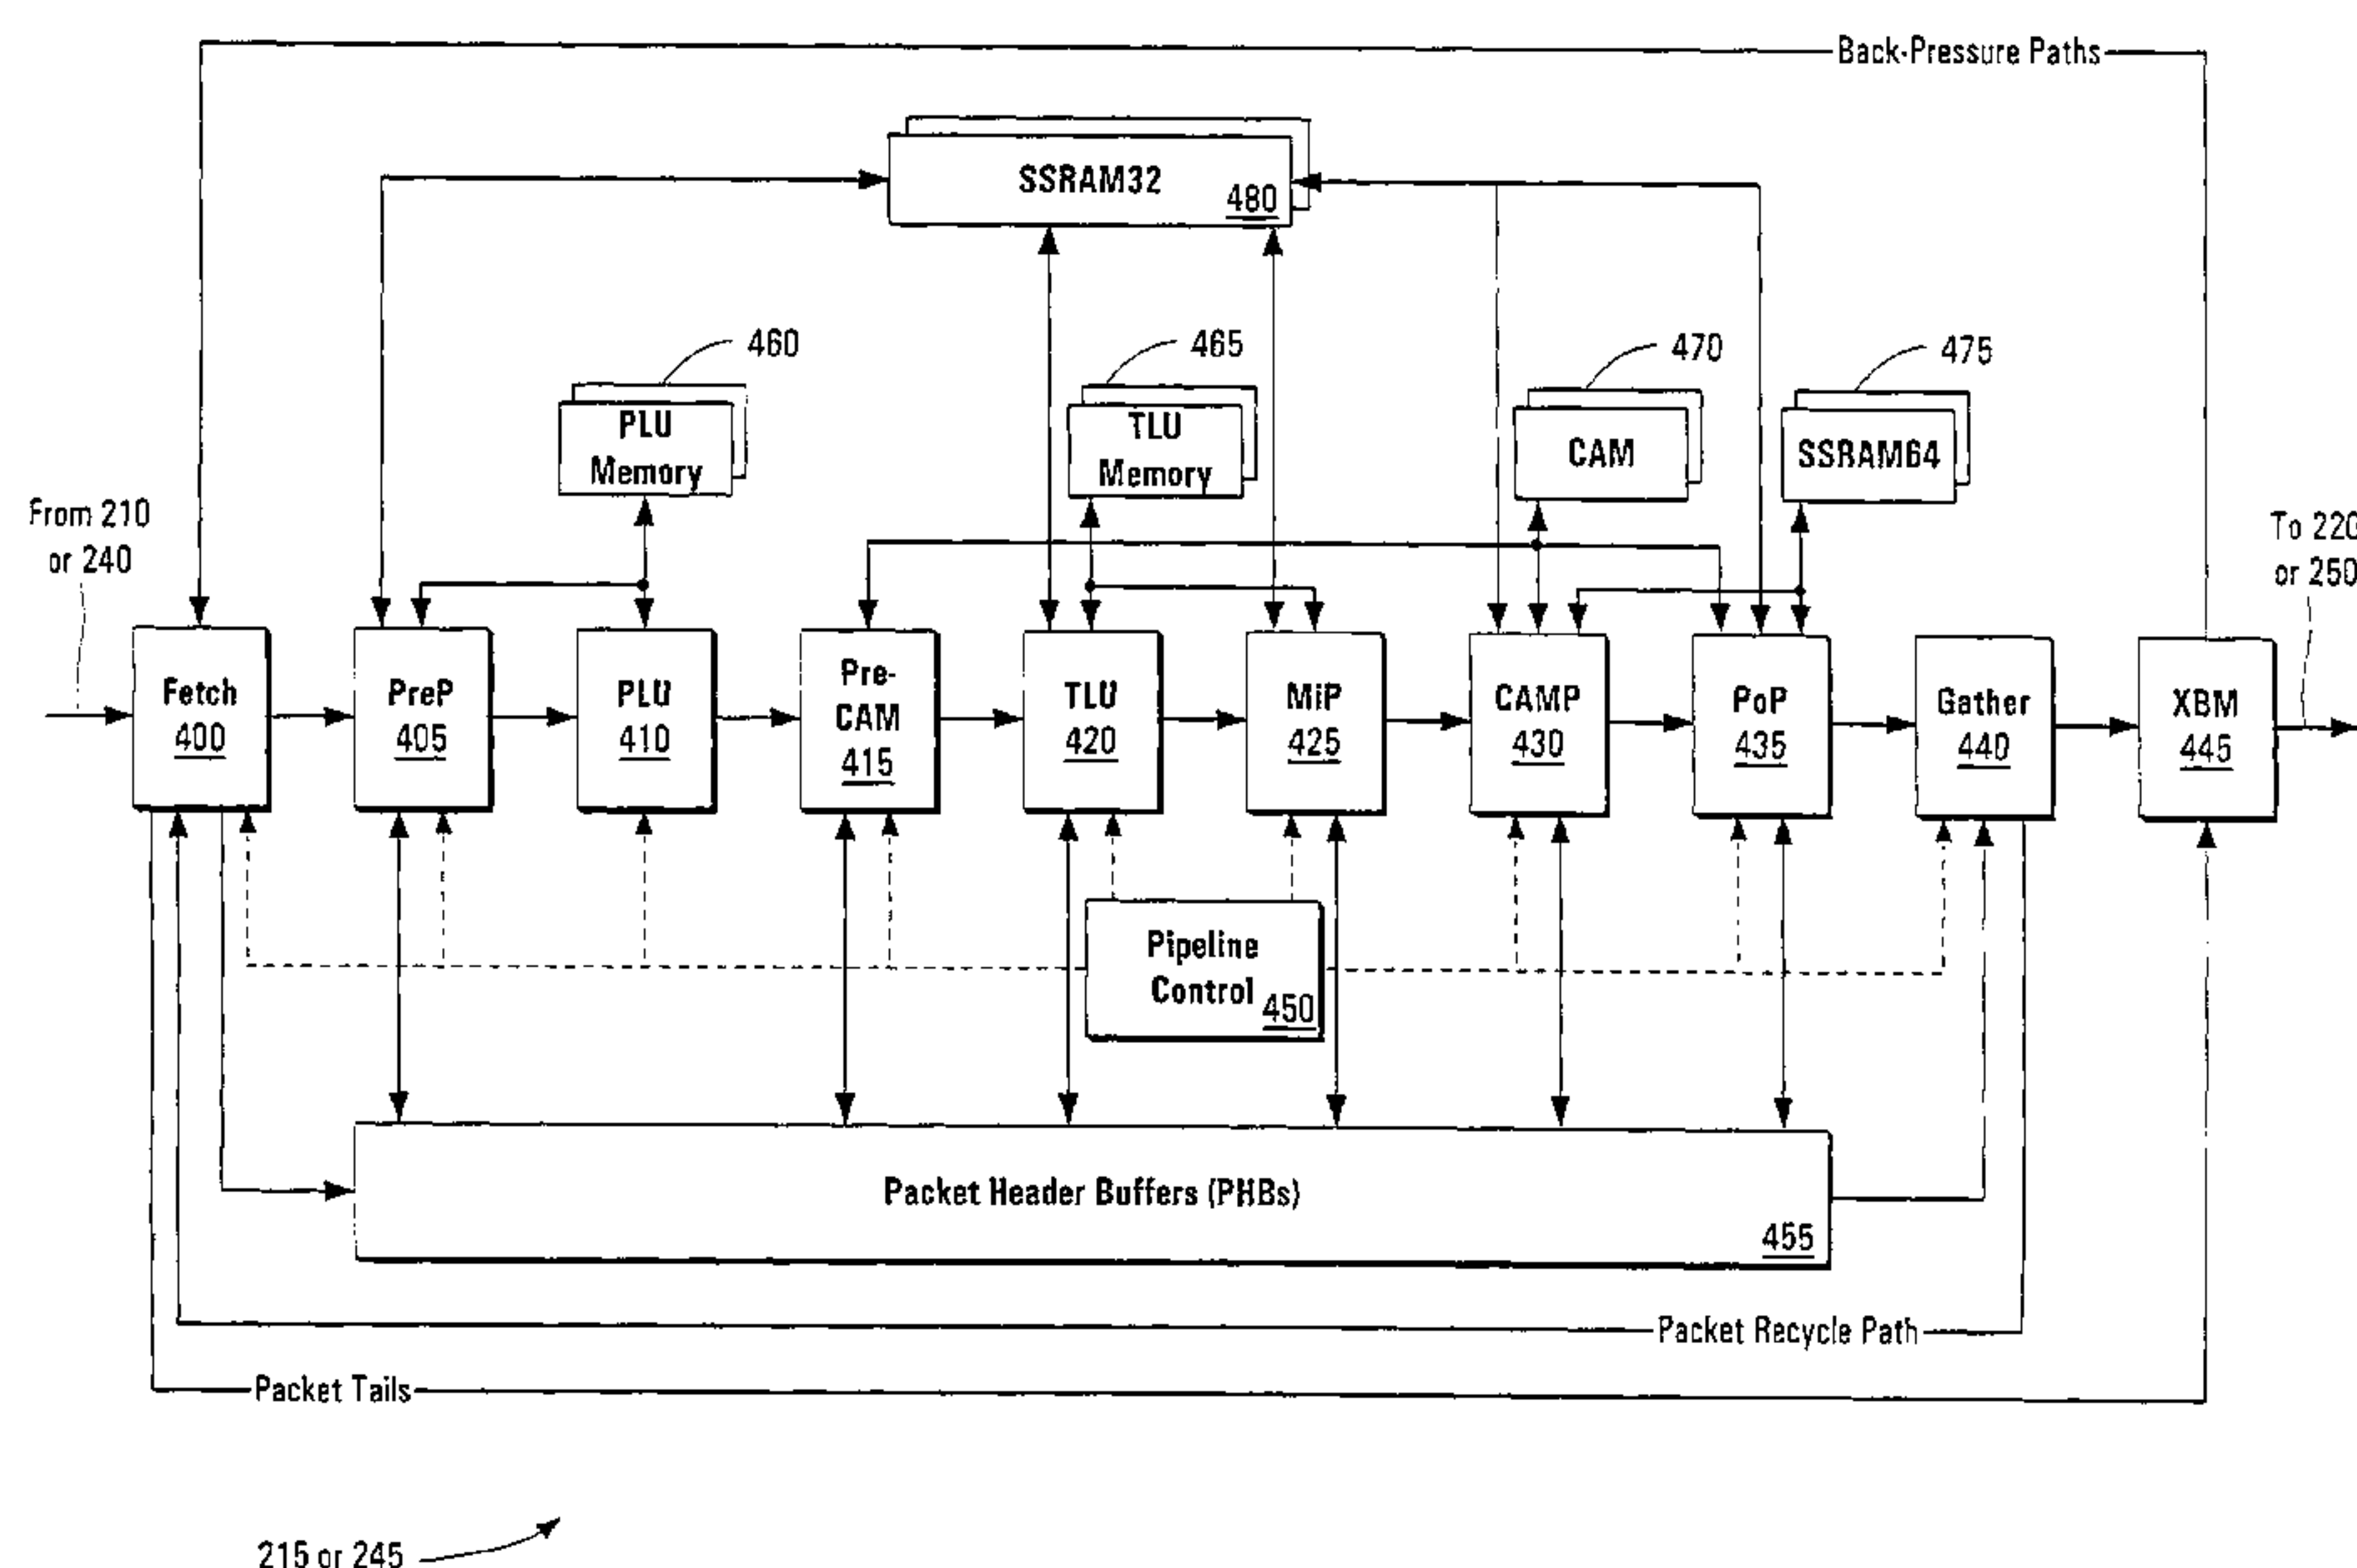 Back-Pressure Paths
SSRAM32
480
460
465
470
475
PLU
Memory
TLU
Memory
CAM
SSRAM64
From 210
or 240
To 220
or 250
Fetch
400
PreP
405
PLU
410
Pre-
CAM
415
TLU
420
MiP
425
CAMP
430
PoP
435
Gather
440
XBM
445
Pipeline
Control
450
Packet Header Buffers (PHBs)
455
Packet Recycle Path
Packet Tails
215 or 245